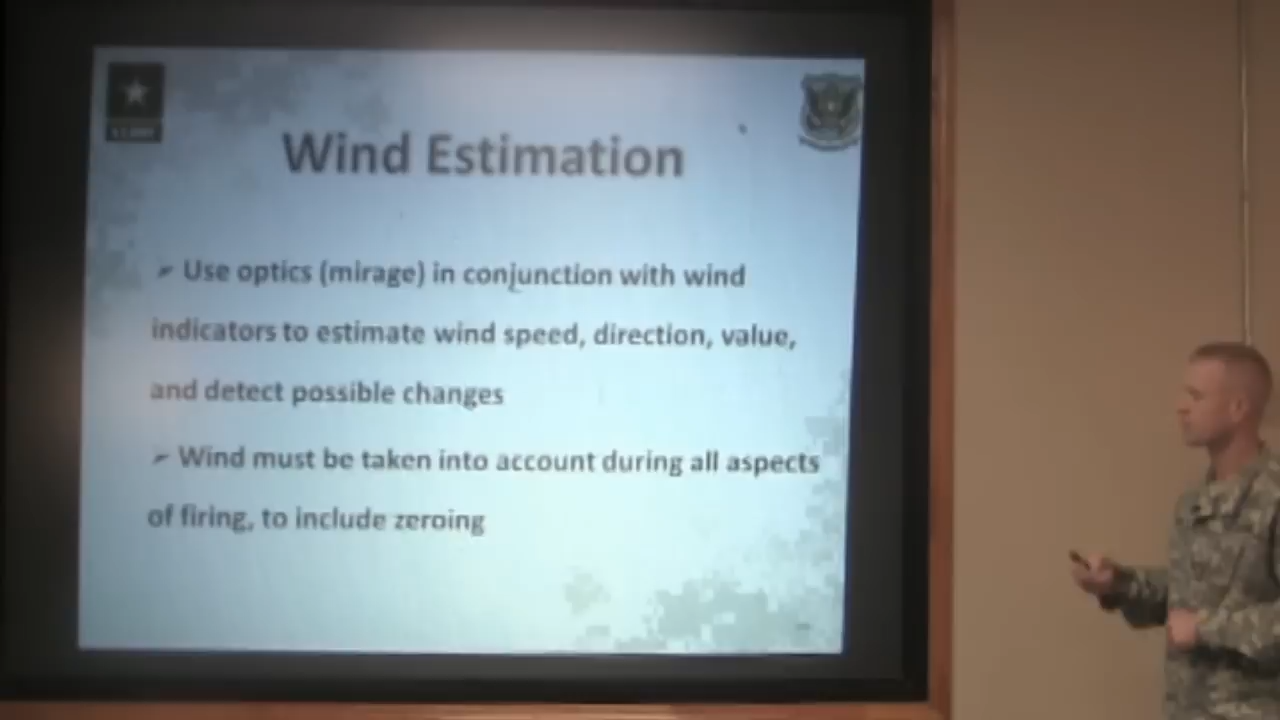 Wind Estimation
➢ Use optics (mirage) in conjunction with wind
indicators to estimate wind speed, direction, value,
and detect possible changes
➢ Wind must be taken into account during all aspects
of firing, to include zeroing